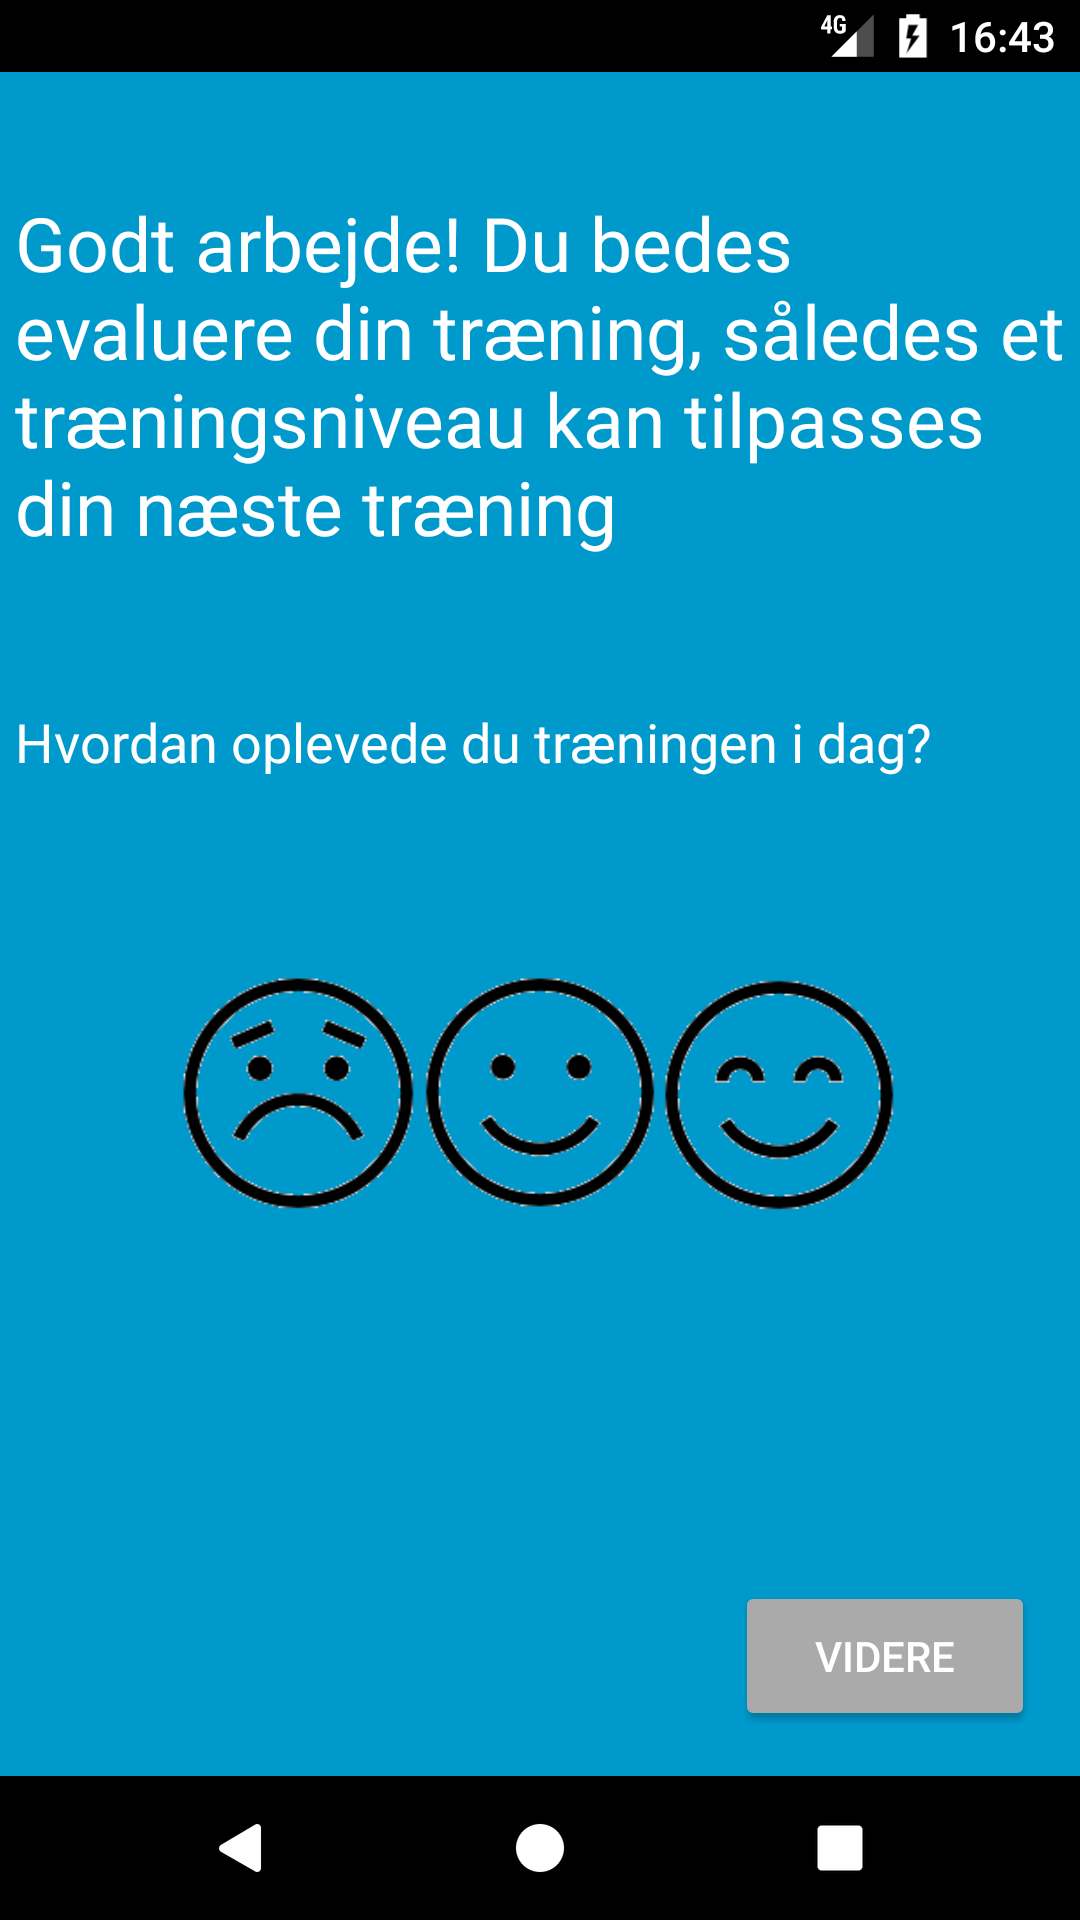 4G 16:43
Godt arbejde! Du bedes
evaluere din træning, således et
træningsniveau kan tilpasses
din næste træning
Hvordan oplevede du træningen i dag?
VIDERE